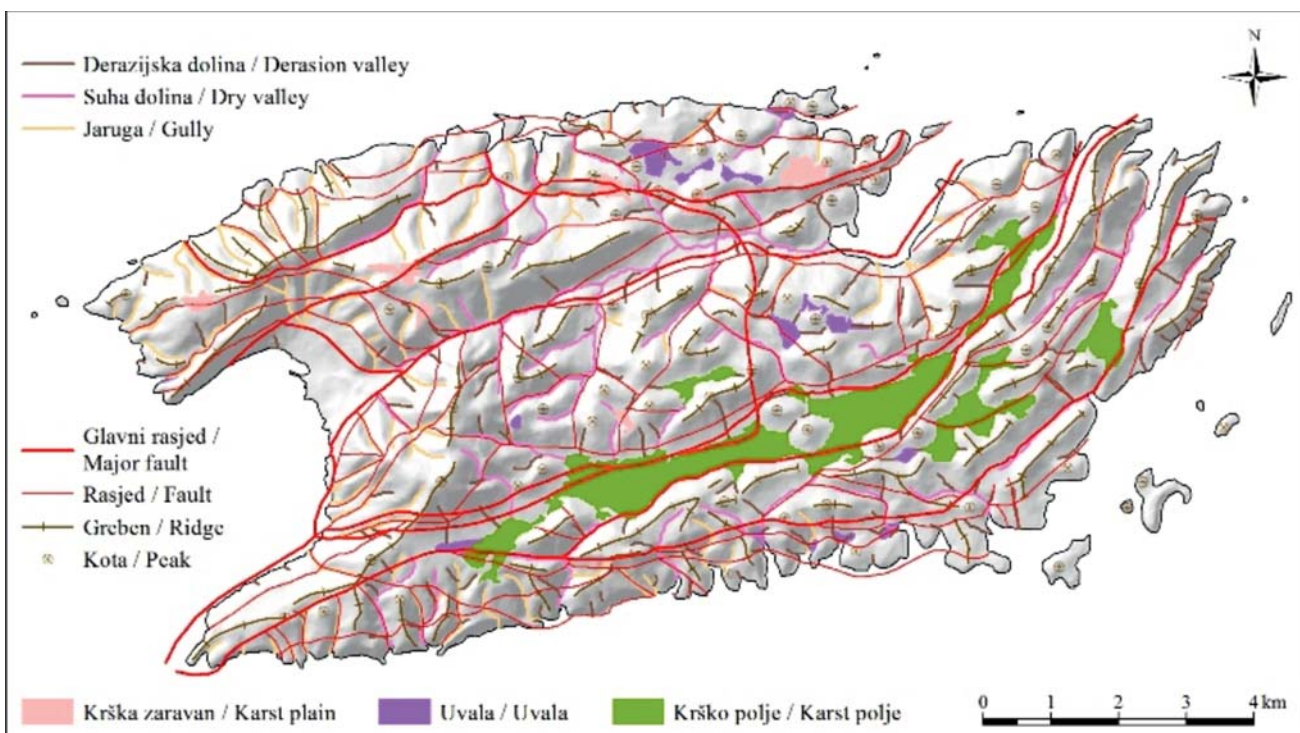 N
Derazijska dolina / Derasion valley
Suha dolina / Dry valley
Jaruga / Gully
Glavni rasjed /
Major fault
Rasjed / Fault
Greben / Ridge
Kota / Peak
Krška zaravan / Karst plain
Uvala / Uvala
Krško polje / Karst polje
0 1 2 3 4 km